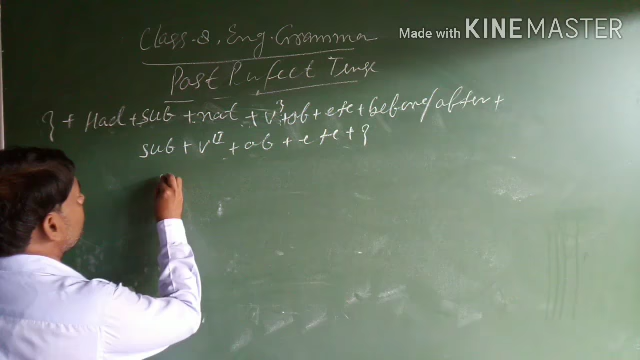 Made with KINEMASTER
Class-8, Eng. Grammar
Past Perfect Tense
? + Had + sub + not + V3 + ob + etc + before/after +
sub + VII + ob + etc + ?